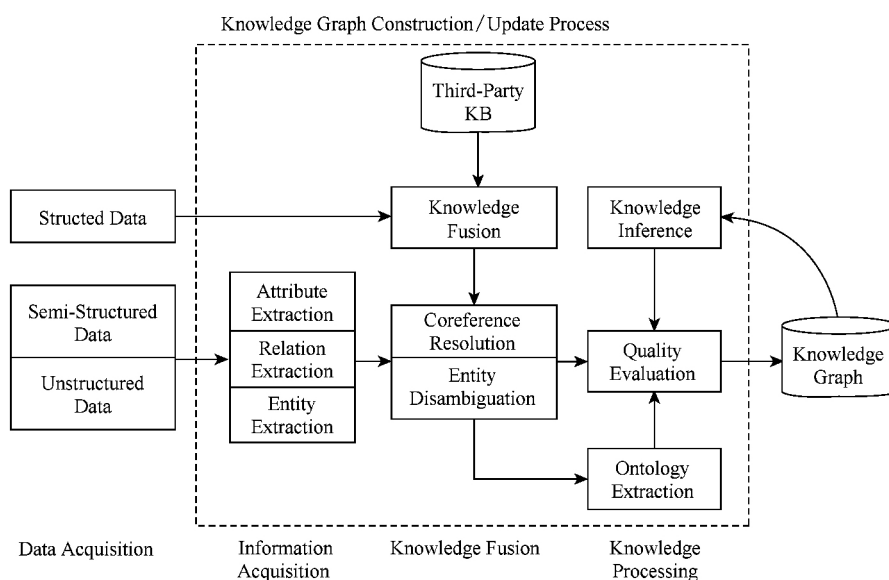 Knowledge Graph Construction/Update Process
Third-Party
KB
Structed Data
Knowledge
Fusion
Knowledge
Inference
Semi-Structured
Data
Unstructured
Data
Attribute
Extraction
Relation
Extraction
Entity
Extraction
Coreference
Resolution
Entity
Disambiguation
Quality
Evaluation
Knowledge
Graph
Ontology
Extraction
Data Acquisition
Information
Acquisition
Knowledge Fusion
Knowledge
Processing